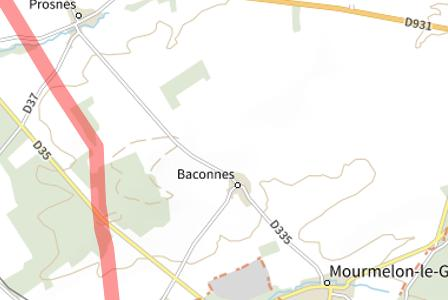 Prosnes
D931
D37
D35
Baconnes
D335
Mourmelon-le-G